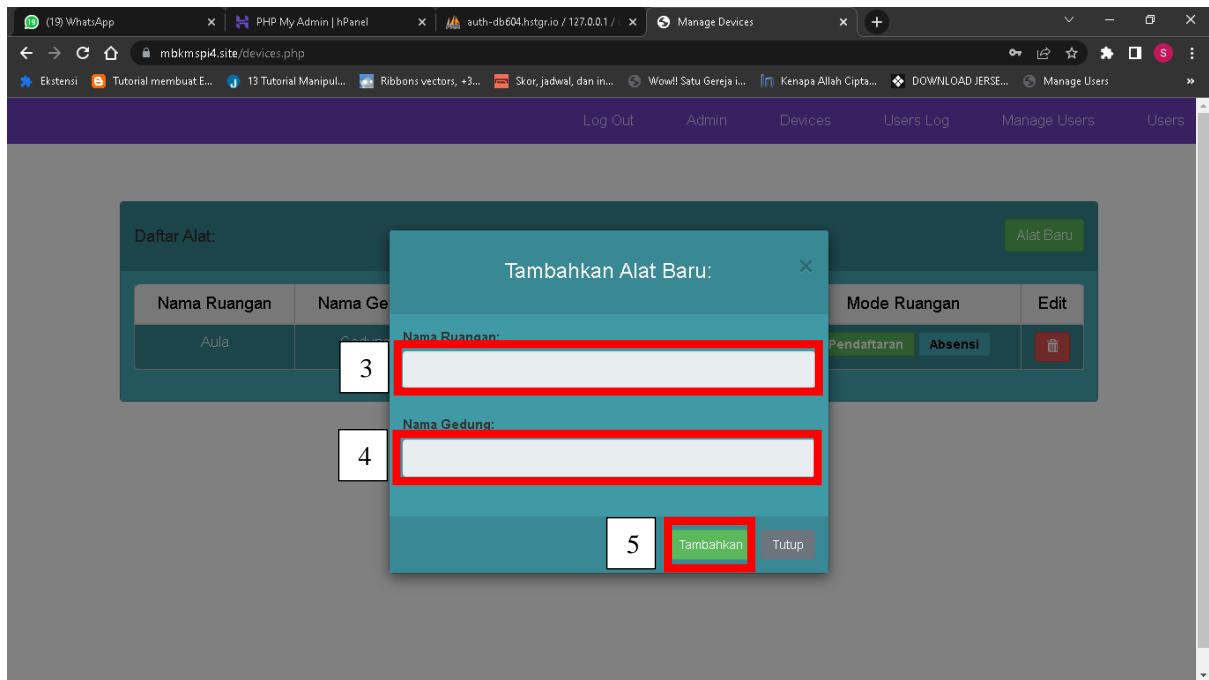 (19) WhatsApp
PHP My Admin | hPanel
auth-db604.hstgr.io / 127.0.0.1 /
Manage Devices
mbkmspi4.site/devices.php
S
Ekstensi
Tutorial membuat E...
13 Tutorial Manipul...
Ribbons vectors, +3...
Skor, jadwal, dan in...
Wow!! Satu Gereja i...
Kenapa Allah Cipta...
DOWNLOAD JERSE...
Manage Users
»
Log Out Admin Devices Users Log Manage Users Users
Daftar Alat:
Alat Baru
Tambahkan Alat Baru:
×
Nama Ruangan
Nama Ge
Mode Ruangan
Edit
Aula
Gedung
Pendaftaran
Absensi
Nama Ruangan:
3
Nama Gedung:
4
5
Tambahkan
Tutup